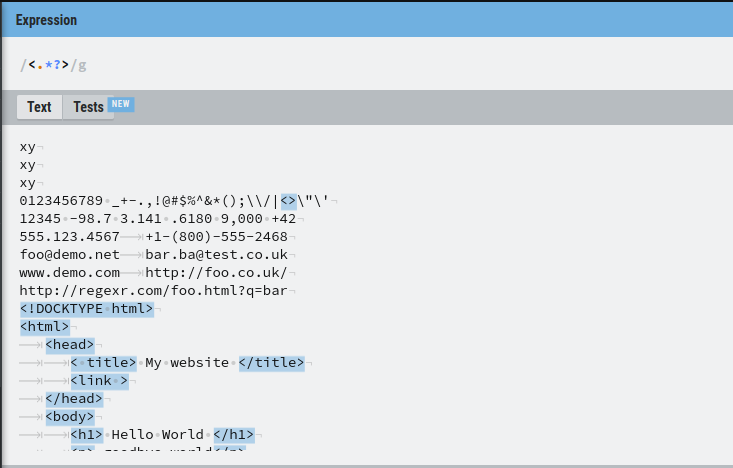 Expression
/<.*?>/g
Text Tests NEW
xy
xy
xy
0123456789 _+-.,!@#$%^&*();\\/|<>\"\'
12345 -98.7 3.141 .6180 9,000 +42
555.123.4567	+1-(800)-555-2468
foo@demo.net	bar.ba@test.co.uk
www.demo.com	http://foo.co.uk/
http://regexr.com/foo.html?q=bar
<!DOCKTYPE html>
<html>
	<head>
		< title> My website </title>
		<link >
	</head>
	<body>
		<h1> Hello World </h1>